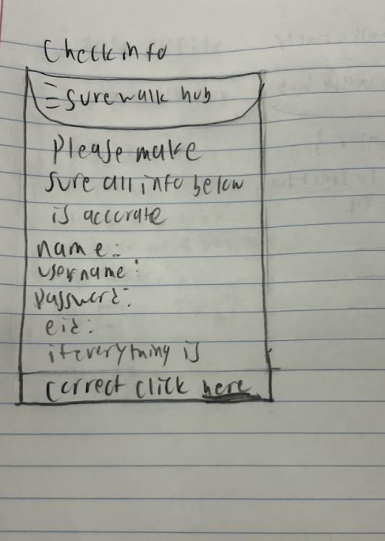 Check info
surewalk hub
Please make
sure all info below
is accurate
name:
username:
password:
eid:
if everything is
correct click here